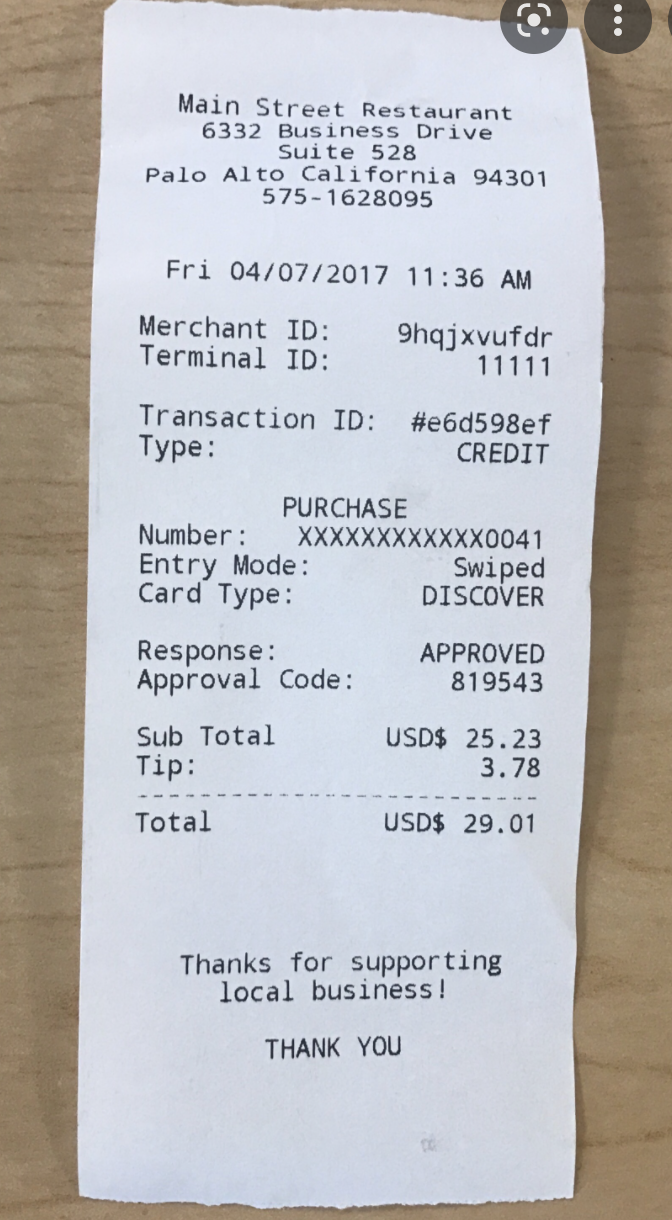 Main Street Restaurant
6332 Business Drive
Suite 528
Palo Alto California 94301
575-1628095
Fri 04/07/2017 11:36 AM
Merchant ID: 9hqjxvufdr
Terminal ID: 11111
Transaction ID: #e6d598ef
Type: CREDIT
PURCHASE
Number: XXXXXXXXXXXX0041
Entry Mode: Swiped
Card Type: DISCOVER
Response: APPROVED
Approval Code: 819543
Sub Total USD$ 25.23
Tip: 3.78
Total USD$ 29.01
Thanks for supporting
local business!
THANK YOU